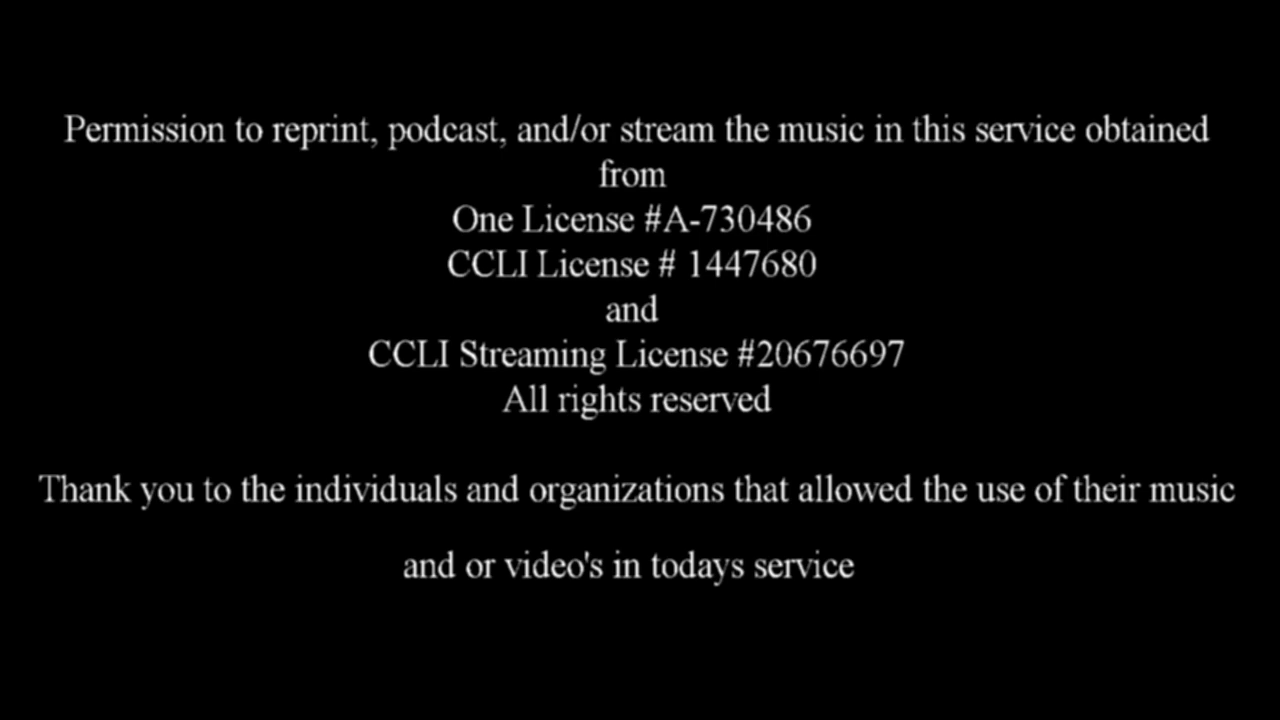 Permission to reprint, podcast, and/or stream the music in this service obtained
from
One License #A-730486
CCLI License # 1447680
and
CCLI Streaming License #20676697
All rights reserved
Thank you to the individuals and organizations that allowed the use of their music
and or video's in todays service